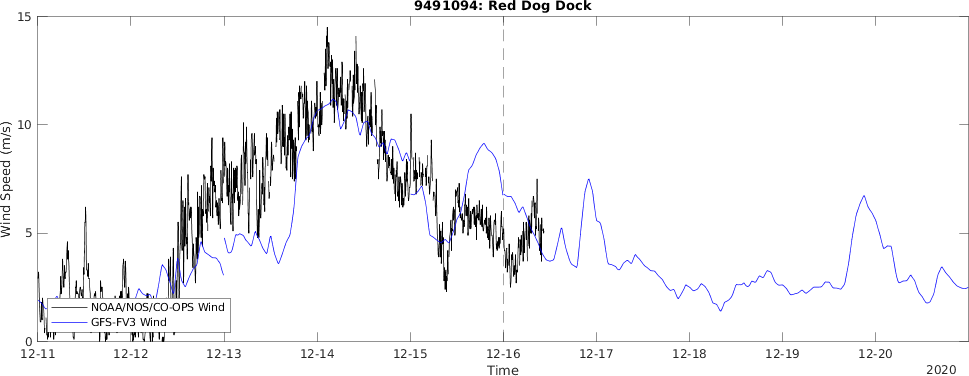 9491094: Red Dog Dock
15
10
5
0
Wind Speed (m/s)
NOAA/NOS/CO-OPS Wind
GFS-FV3 Wind
12-11 12-12 12-13 12-14 12-15 12-16 12-17 12-18 12-19 12-20
Time
2020